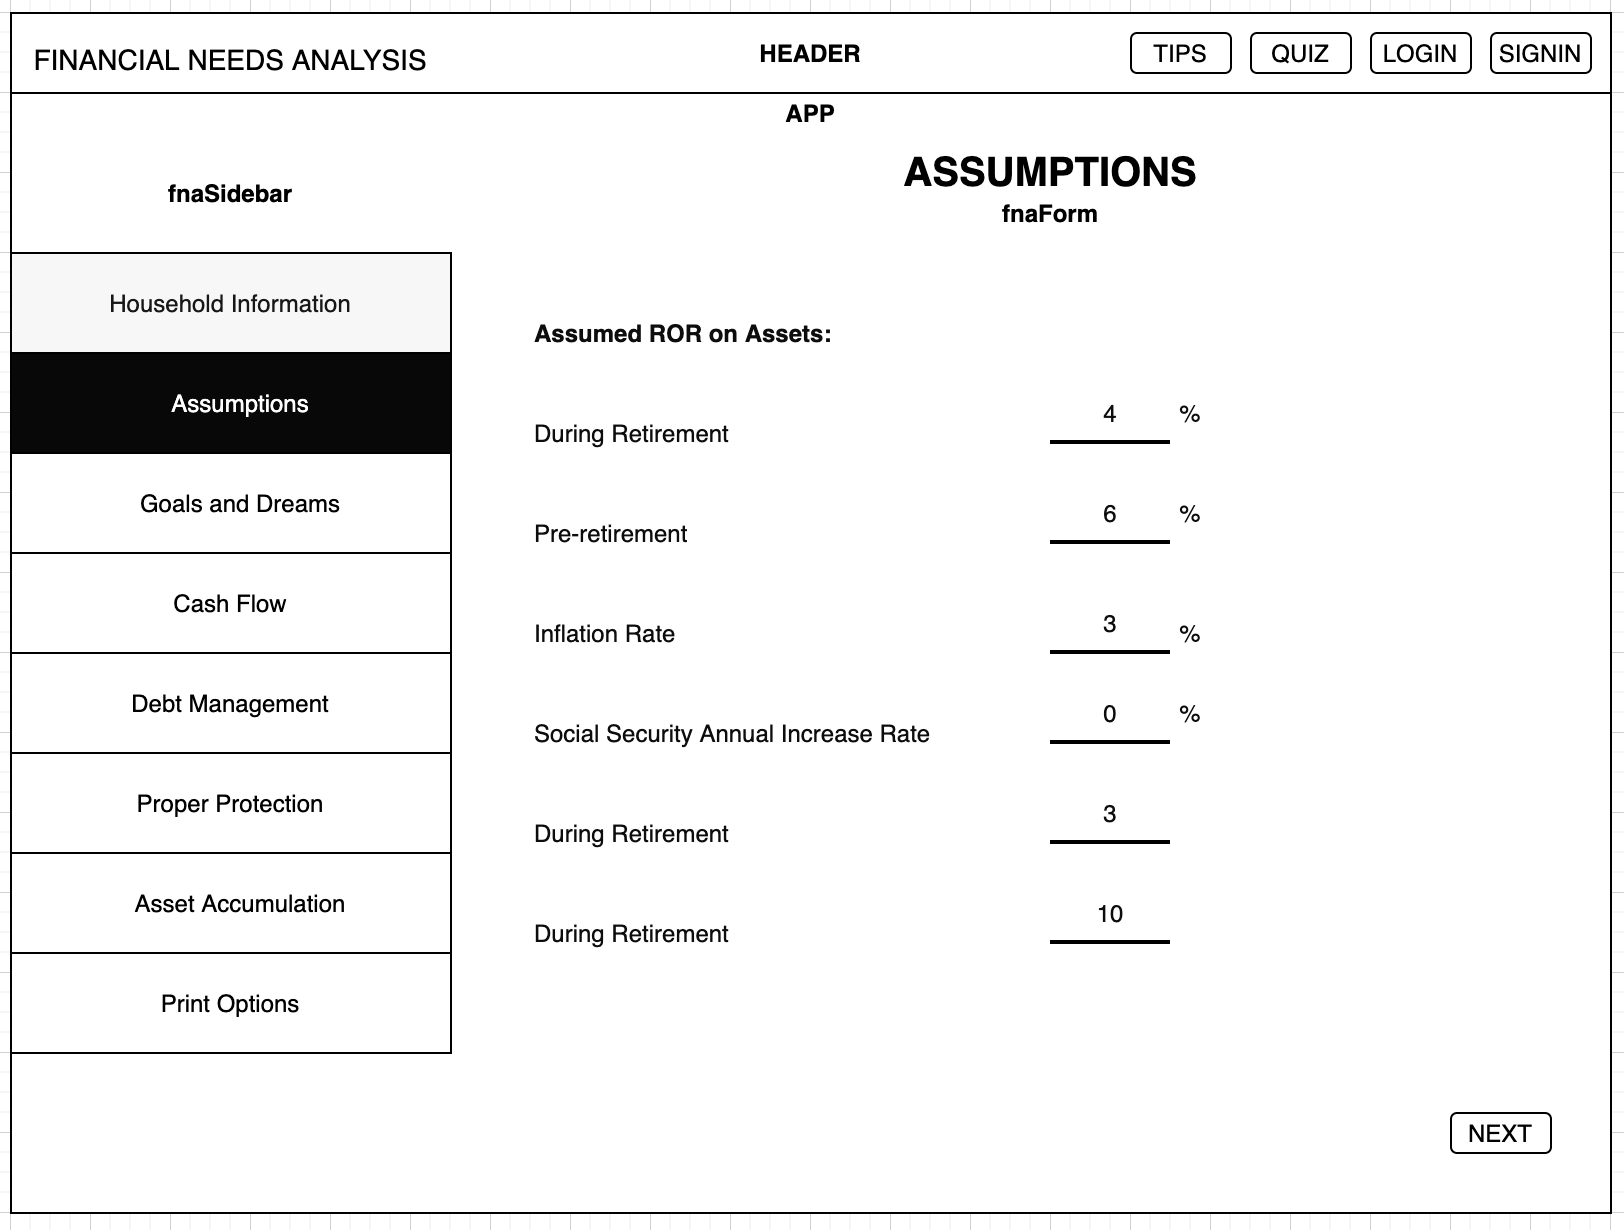 FINANCIAL NEEDS ANALYSIS
HEADER
TIPS
QUIZ
LOGIN
SIGNIN
APP
fnaSidebar
ASSUMPTIONS
fnaForm
Household Information
Assumptions
Goals and Dreams
Cash Flow
Debt Management
Proper Protection
Asset Accumulation
Print Options
Assumed ROR on Assets:
During Retirement 4 %
Pre-retirement 6 %
Inflation Rate 3 %
Social Security Annual Increase Rate 0 %
During Retirement 3
During Retirement 10
NEXT